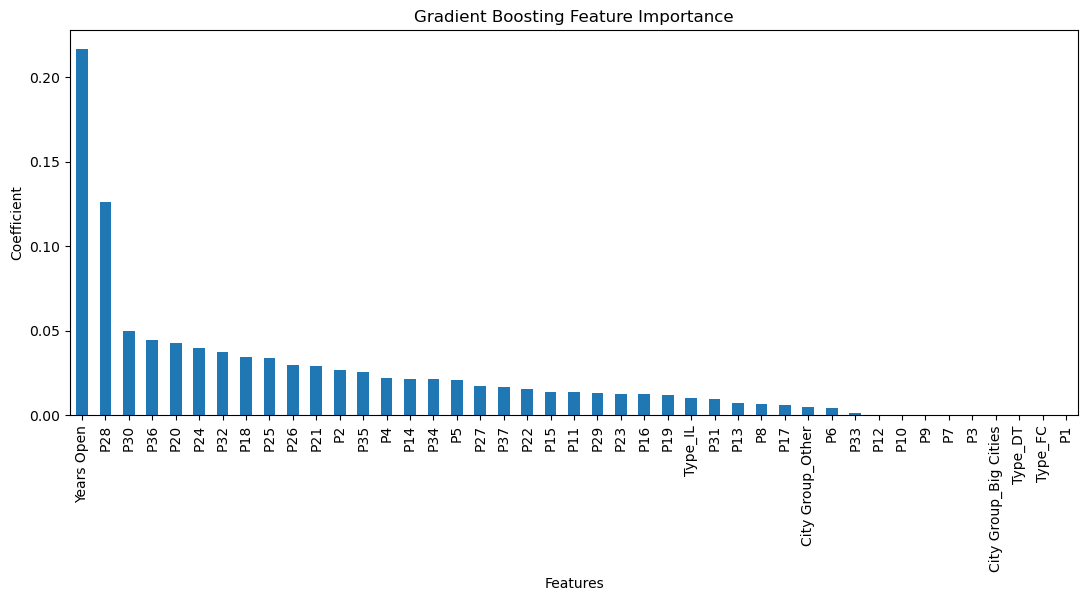 Gradient Boosting Feature Importance
Coefficient
0.20
0.15
0.10
0.05
0.00
Years Open
P28
P30
P36
P20
P24
P32
P18
P25
P26
P21
P2
P35
P4
P14
P34
P5
P27
P37
P22
P15
P11
P29
P23
P16
P19
Type_IL
P31
P13
P8
P17
City Group_Other
P6
P33
P12
P10
P9
P7
P3
City Group_Big Cities
Type_DT
Type_FC
P1
Features